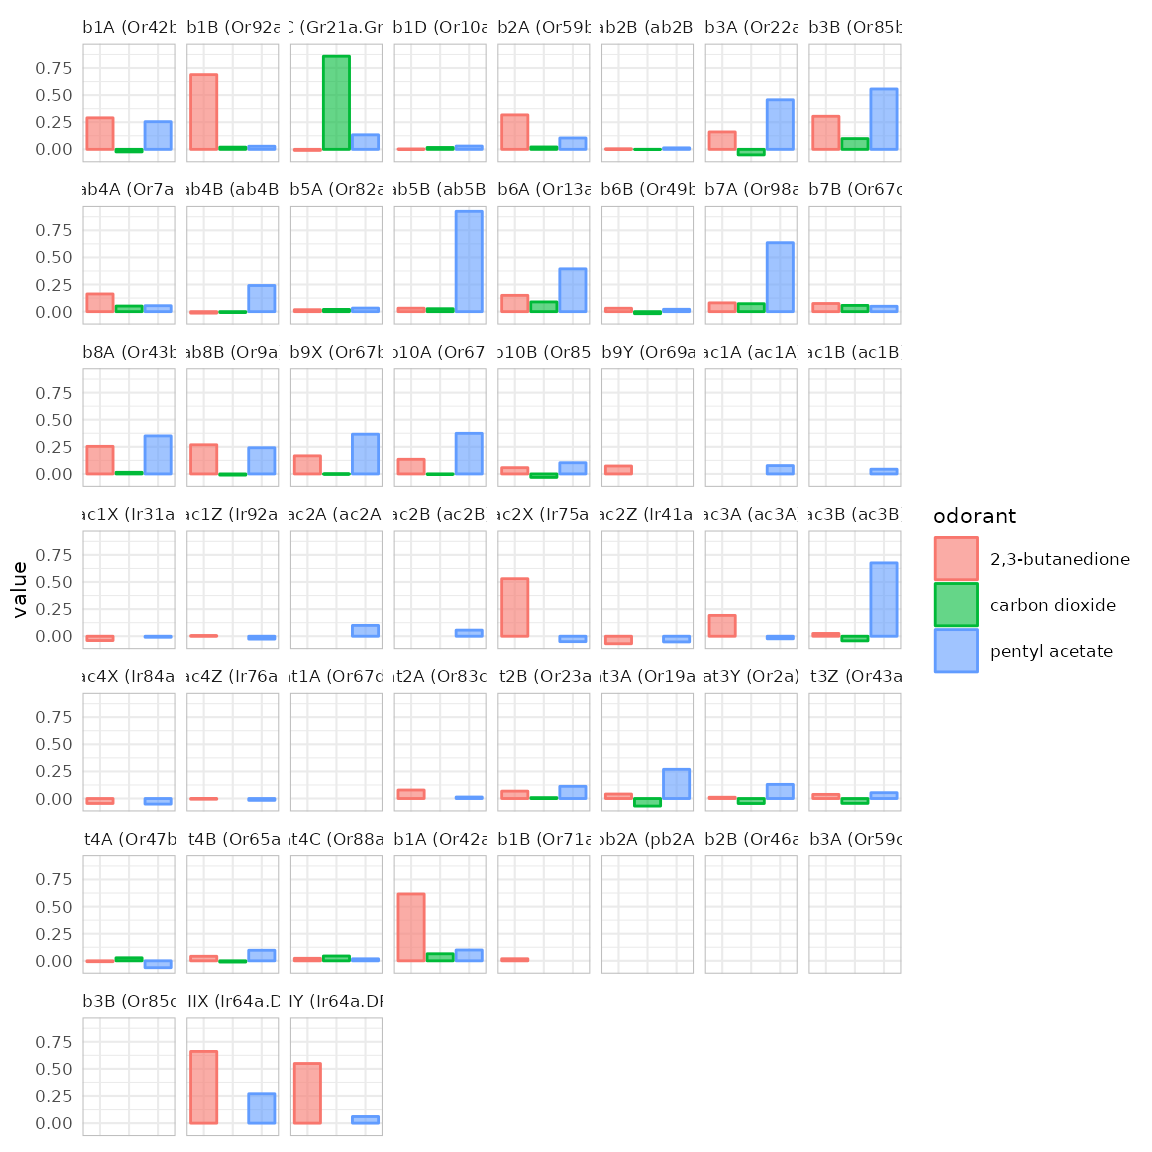 b1A (Or42b b1B (Or92a C (Gr21a.Gr b1D (Or10a b2A (Or59b ab2B (ab2B b3A (Or22a b3B (Or85b
0.75
0.50
0.25
0.00
ab4A (Or7a ab4B (ab4B b5A (Or82a ab5B (ab5B b6A (Or13a b6B (Or49b b7A (Or98a b7B (Or67c
0.75
0.50
0.25
0.00
b8A (Or43b ab8B (Or9a b9X (Or67b b10A (Or67 b10B (Or85 b9Y (Or69a ac1A (ac1A ac1B (ac1B
0.75
0.50
0.25
0.00
ac1X (Ir31a ac1Z (Ir92a ac2A (ac2A ac2B (ac2B ac2X (Ir75a ac2Z (Ir41a ac3A (ac3A ac3B (ac3B
0.75
0.50
0.25
0.00
value
ac4X (Ir84a ac4Z (Ir76a at1A (Or67d at2A (Or83c t2B (Or23a at3A (Or19a at3Y (Or2a) t3Z (Or43a
0.75
0.50
0.25
0.00
t4A (Or47b t4B (Or65a at4C (Or88a b1A (Or42a b1B (Or71a pb2A (pb2A b2B (Or46a b3A (Or59c
0.75
0.50
0.25
0.00
b3B (Or85d IIX (Ir64a.D IY (Ir64a.DP
0.75
0.50
0.25
0.00
odorant
2,3-butanedione
carbon dioxide
pentyl acetate